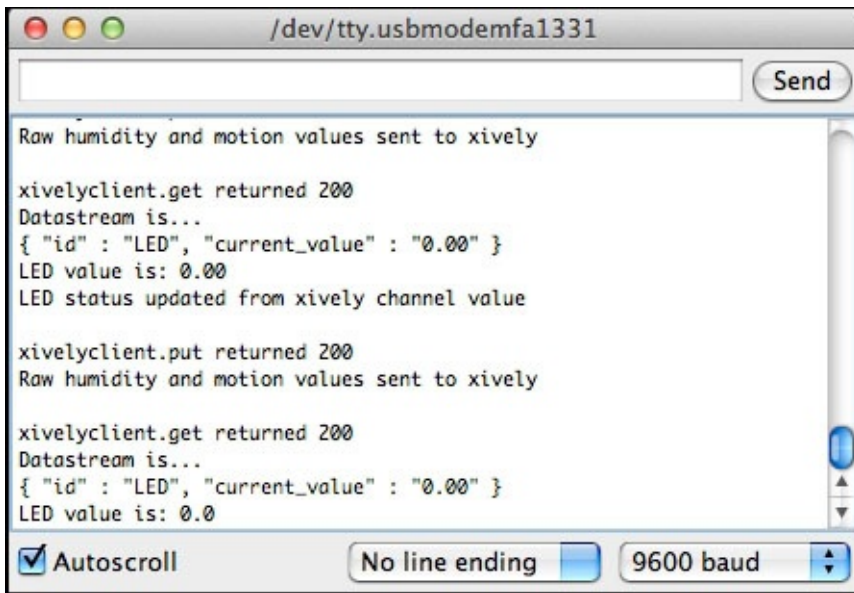 /dev/tty.usbmodemfa1331
Send
Raw humidity and motion values sent to xively
xivelyclient.get returned 200
Datastream is...
{ "id" : "LED", "current_value" : "0.00" }
LED value is: 0.00
LED status updated from xively channel value
xivelyclient.put returned 200
Raw humidity and motion values sent to xively
xivelyclient.get returned 200
Datastream is...
{ "id" : "LED", "current_value" : "0.00" }
LED value is: 0.0
Autoscroll
No line ending
9600 baud